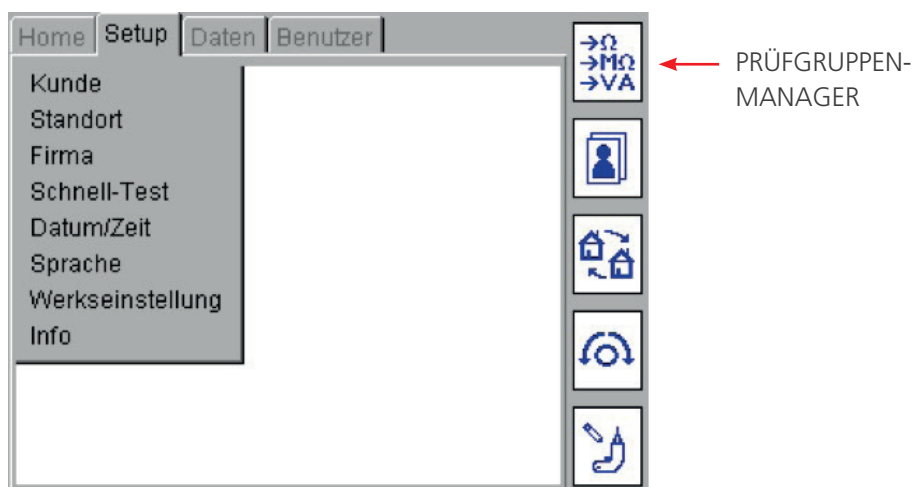 Home Setup Daten Benutzer
Kunde
Standort
Firma
Schnell-Test
Datum/Zeit
Sprache
Werkseinstellung
Info
→Ω
→MΩ
→VA
PRÜFGRUPPEN-
MANAGER